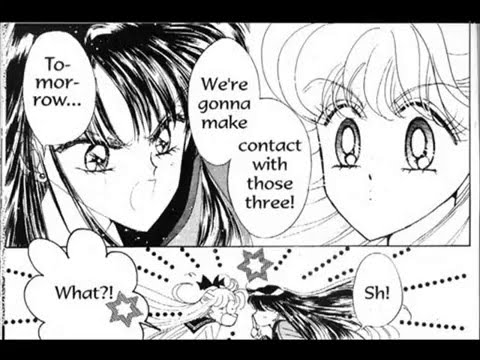 To-
mor-
row...
We're
gonna
make
contact
with
those
three!
What?!
Sh!